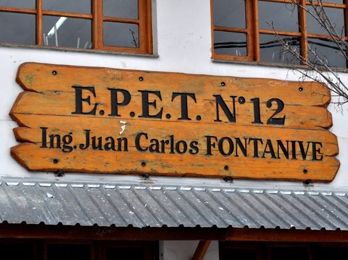 E.P.E.T. N° 12
Ing. Juan Carlos FONTANIVE